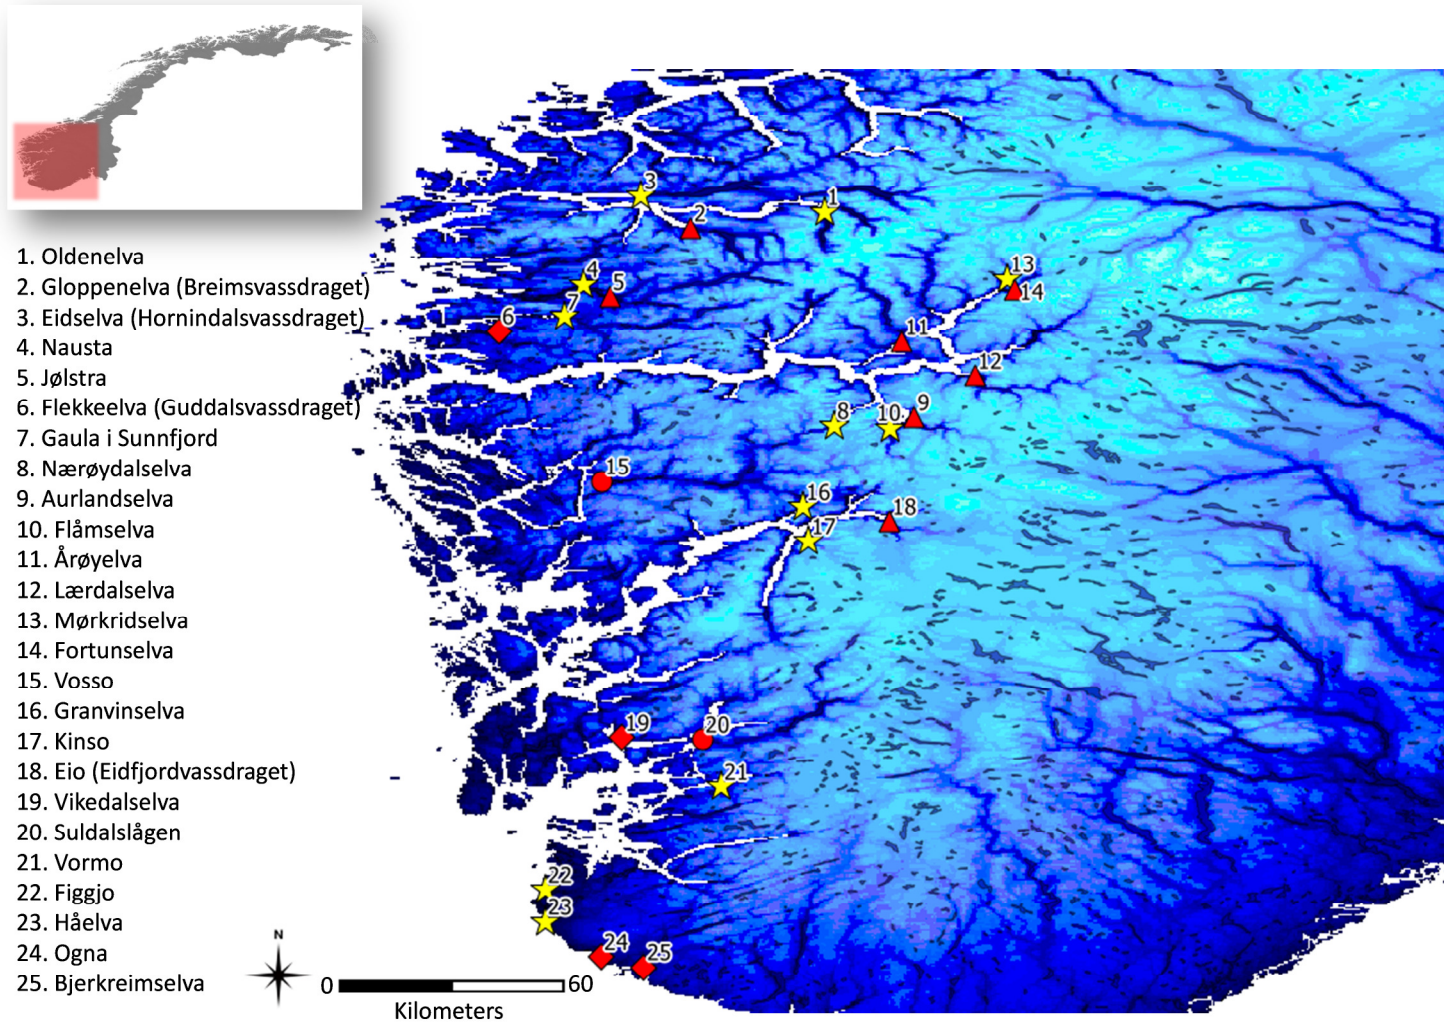 1. Oldenelva
2. Gloppenelva (Breimsvassdraget)
3. Eidselva (Hornindalsvassdraget)
4. Nausta
5. Jølstra
6. Flekkeelva (Guddalsvassdraget)
7. Gaula i Sunnfjord
8. Nærøydalselva
9. Aurlandselva
10. Flåmselva
11. Årøyelva
12. Lærdalselva
13. Mørkridselva
14. Fortunselva
15. Vosso
16. Granvinselva
17. Kinso
18. Eio (Eidfjordvassdraget)
19. Vikedalselva
20. Suldalslågen
21. Vormo
22. Figgjo
23. Håelva
24. Ogna
25. Bjerkreimselva
3
1
2
4
5
13
14
7
6
11
12
8
10
9
15
16
18
17
19
20
21
22
23
24
25
N
0 60
Kilometers